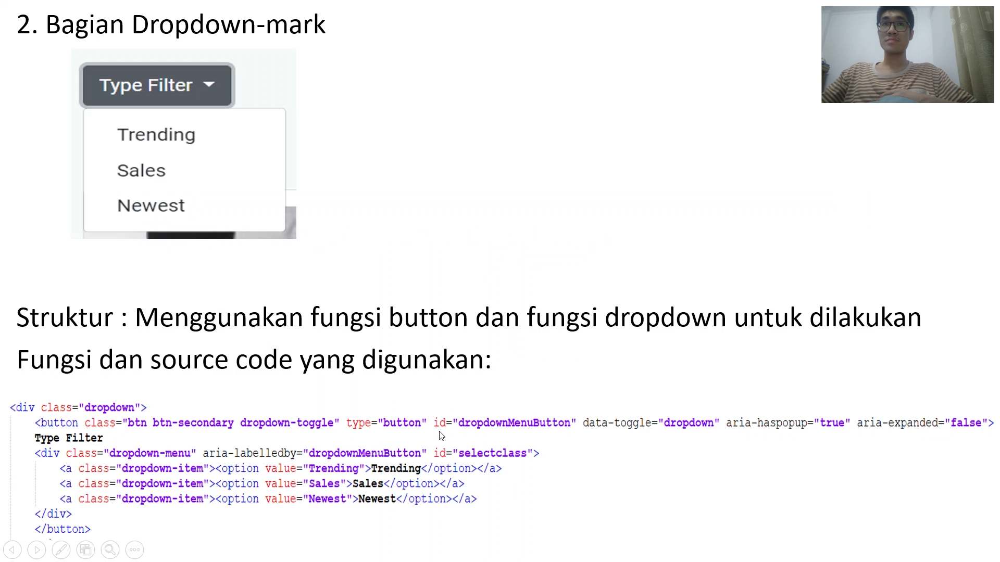 2. Bagian Dropdown-mark
Type Filter
Trending
Sales
Newest
Struktur : Menggunakan fungsi button dan fungsi dropdown untuk dilakukan
Fungsi dan source code yang digunakan:
<div class="dropdown">
<button class="btn btn-secondary dropdown-toggle" type="button" id="dropdownMenuButton" data-toggle="dropdown" aria-haspopup="true" aria-expanded="false">
Type Filter
<div class="dropdown-menu" aria-labelledby="dropdownMenuButton" id="selectclass">
<a class="dropdown-item"><option value="Trending">Trending</option></a>
<a class="dropdown-item"><option value="Sales">Sales</option></a>
<a class="dropdown-item"><option value="Newest">Newest</option></a>
</div>
</button>